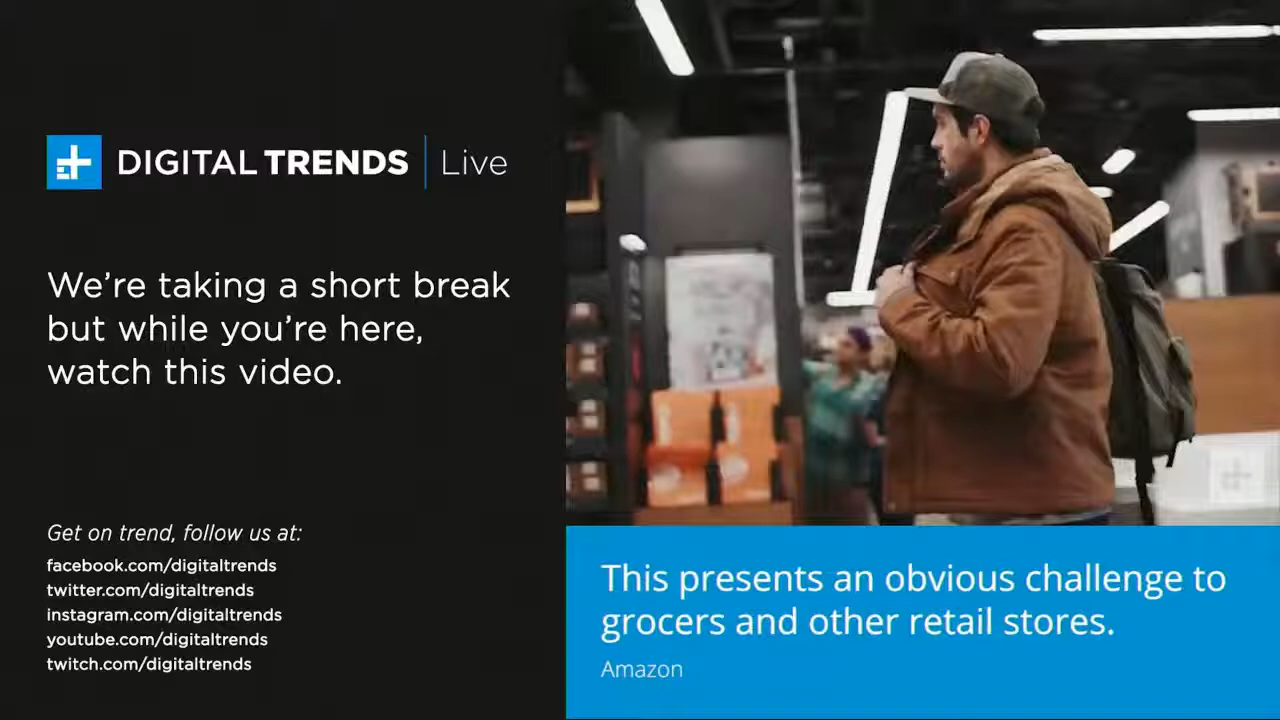 DIGITAL TRENDS | Live
We're taking a short break
but while you're here,
watch this video.
Get on trend, follow us at:
facebook.com/digitaltrends
twitter.com/digitaltrends
instagram.com/digitaltrends
youtube.com/digitaltrends
twitch.com/digitaltrends
This presents an obvious challenge to
grocers and other retail stores.
Amazon